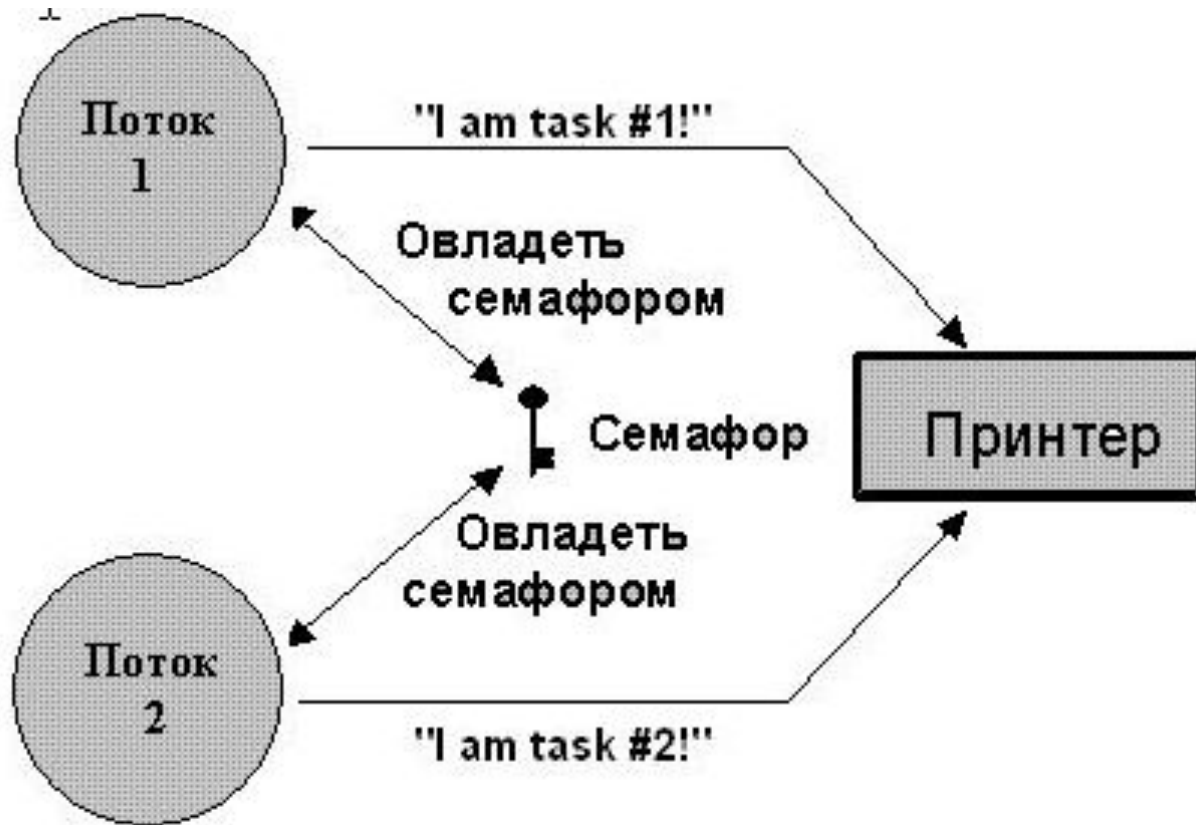 Поток
1
"I am task #1!"
Овладеть
семафором
Семафор
Принтер
Овладеть
семафором
Поток
2
"I am task #2!"